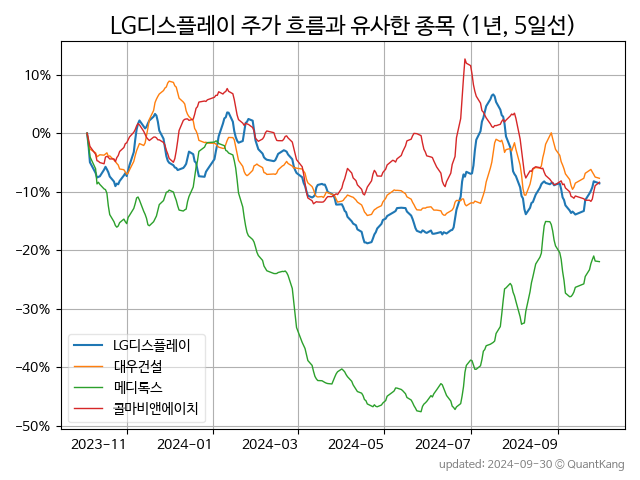 LG디스플레이 주가 흐름과 유사한 종목 (1년, 5일선)
10%
0%
−10%
−20%
−30%
−40%
−50%
LG디스플레이
대우건설
메디톡스
콜마비앤에이치
2023-11
2024-01
2024-03
2024-05
2024-07
2024-09
updated: 2024-09-30 © QuantKang